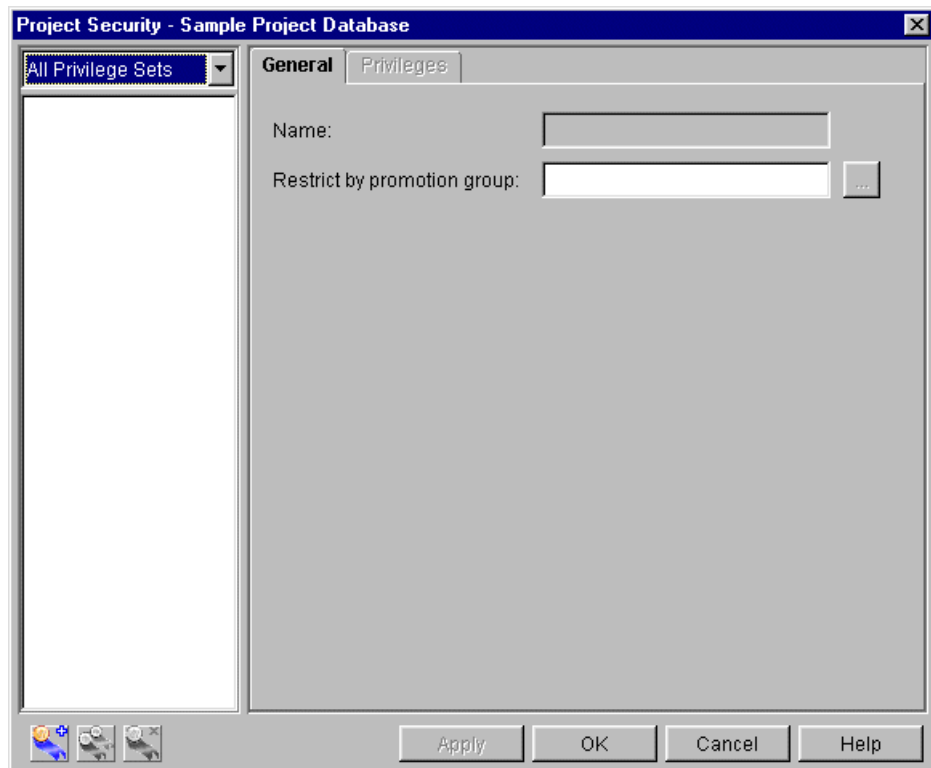 Project Security - Sample Project Database
All Privilege Sets
General
Privileges
Name:
Restrict by promotion group:
...
Apply
OK
Cancel
Help